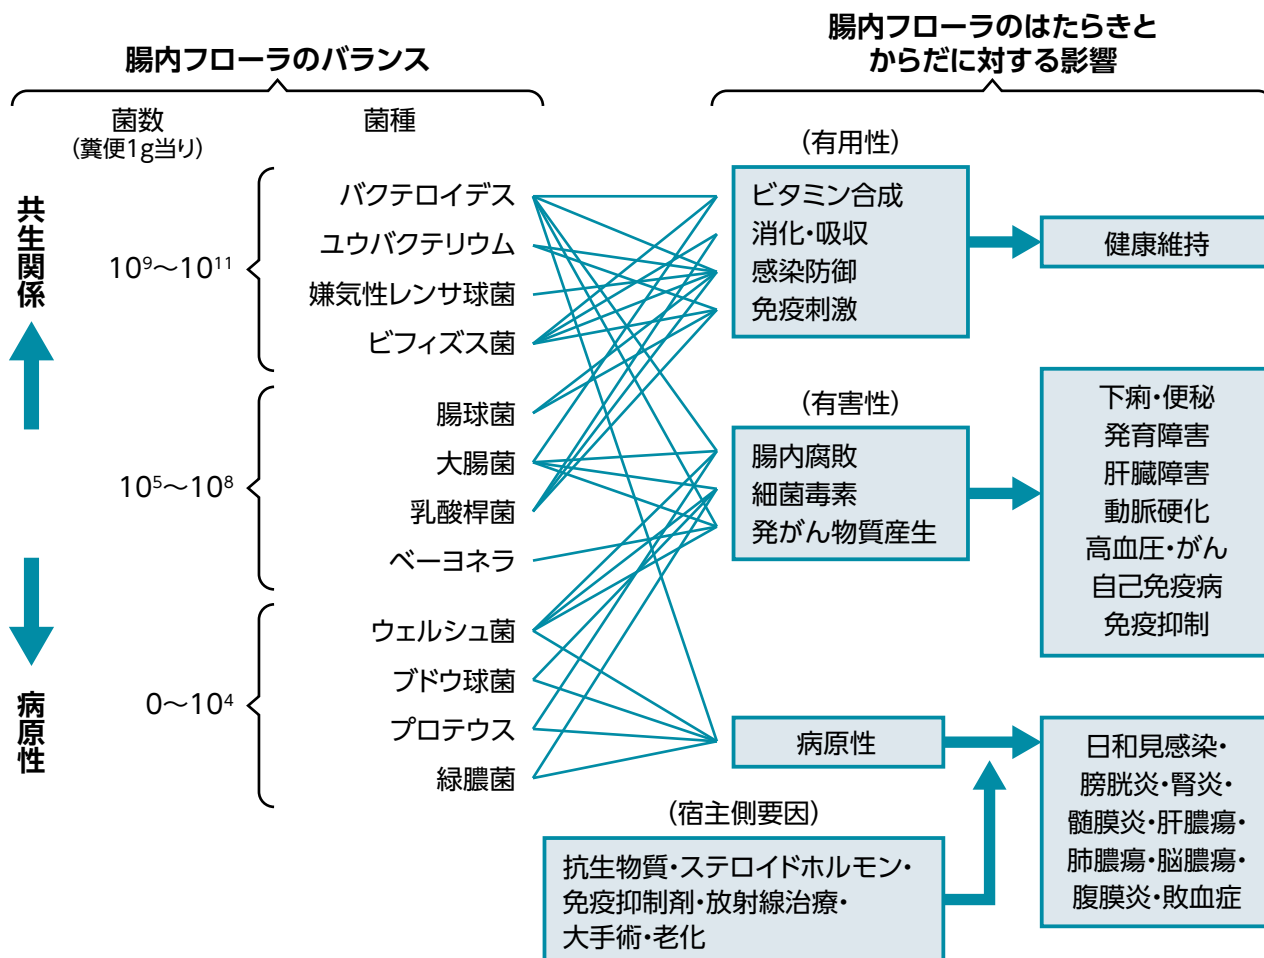 腸内フローラのバランス
菌数
(糞便1g当り)
菌種
共生関係
病原性
10⁹〜10¹¹
バクテロイデス
ユウバクテリウム
嫌気性レンサ球菌
ビフィズス菌
10⁵〜10⁸
腸球菌
大腸菌
乳酸桿菌
ベーヨネラ
0〜10⁴
ウェルシュ菌
ブドウ球菌
プロテウス
緑膿菌
腸内フローラのはたらきと
からだに対する影響
(有用性)
ビタミン合成
消化・吸収
感染防御
免疫刺激
健康維持
(有害性)
腸内腐敗
細菌毒素
発がん物質産生
下痢・便秘
発育障害
肝臓障害
動脈硬化
高血圧・がん
自己免疫病
免疫抑制
病原性
日和見感染・
膀胱炎・腎炎・
髄膜炎・肝膿瘍・
肺膿瘍・脳膿瘍・
腹膜炎・敗血症
(宿主側要因)
抗生物質・ステロイドホルモン・
免疫抑制剤・放射線治療・
大手術・老化